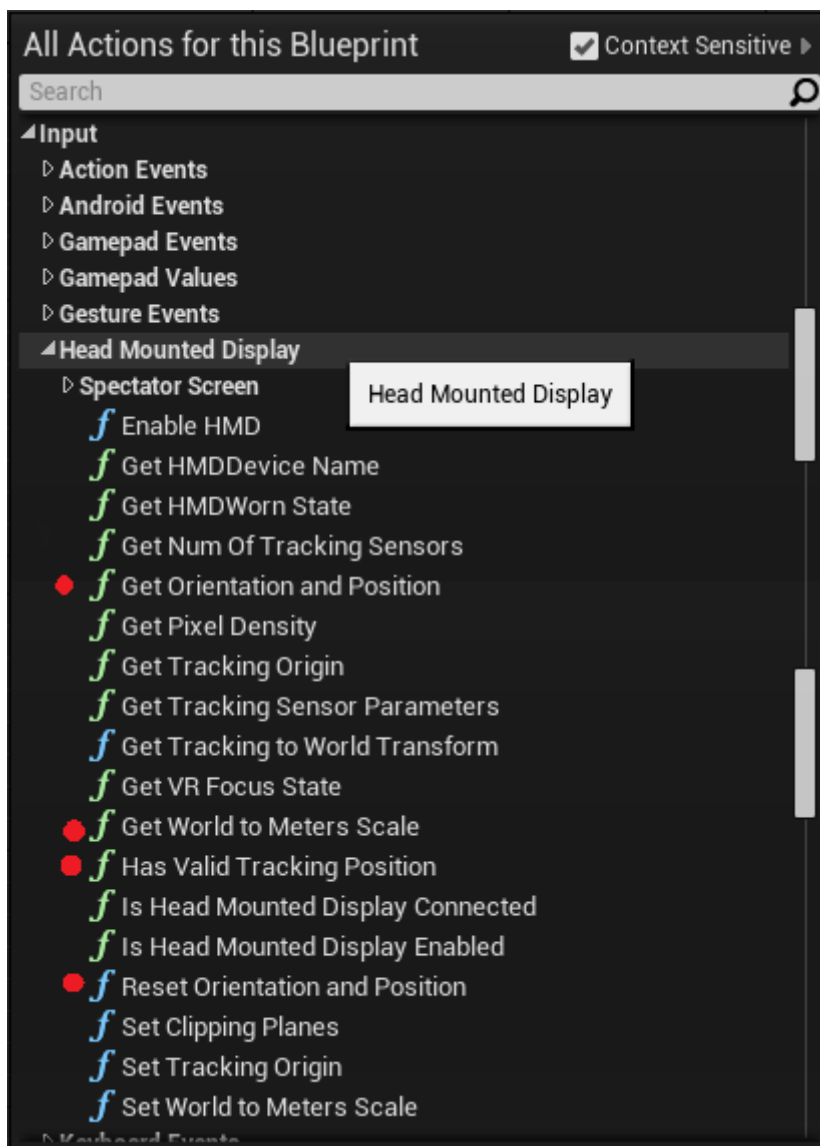 All Actions for this Blueprint Context Sensitive
Search
Input
Action Events
Android Events
Gamepad Events
Gamepad Values
Gesture Events
Head Mounted Display
Spectator Screen
Head Mounted Display
Enable HMD
Get HMDDevice Name
Get HMDWorn State
Get Num Of Tracking Sensors
Get Orientation and Position
Get Pixel Density
Get Tracking Origin
Get Tracking Sensor Parameters
Get Tracking to World Transform
Get VR Focus State
Get World to Meters Scale
Has Valid Tracking Position
Is Head Mounted Display Connected
Is Head Mounted Display Enabled
Reset Orientation and Position
Set Clipping Planes
Set Tracking Origin
Set World to Meters Scale
Keyboard Events